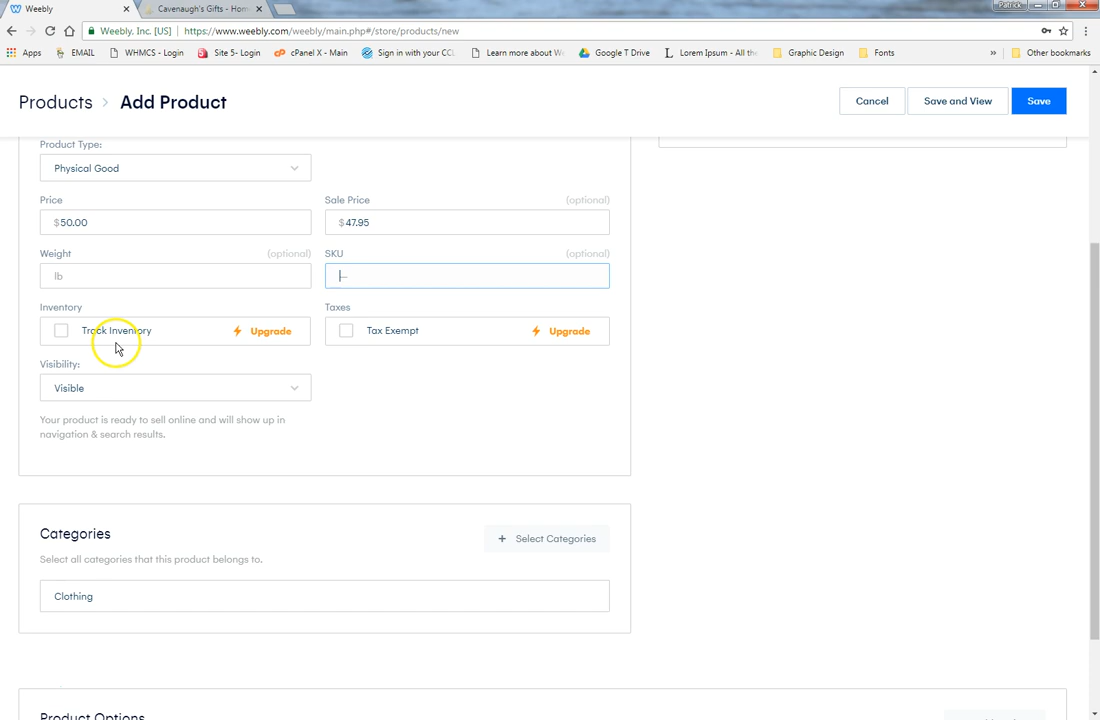 Patrick
Weebly
Cavenaugh's Gifts - Hom
Weebly, Inc. [US] https://www.weebly.com/weebly/main.php#/store/products/new
Apps EMAIL WHMCS - Login Site 5- Login cPanel X - Main Sign in with your CCL Learn more about We Google T Drive Lorem Ipsum - All the Graphic Design Fonts » Other bookmarks
Products > Add Product
Cancel Save and View Save
Product Type:
Physical Good
Price Sale Price (optional)
$50.00 $47.95
Weight (optional) SKU (optional)
lb
Inventory Taxes
Track Inventory Upgrade Tax Exempt Upgrade
Visibility:
Visible
Your product is ready to sell online and will show up in
navigation & search results.
Categories + Select Categories
Select all categories that this product belongs to.
Clothing
Product Options